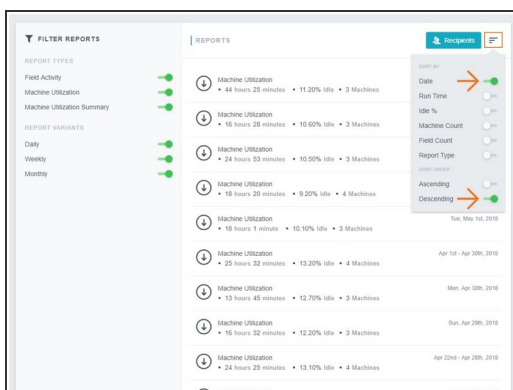 FILTER REPORTS
REPORT TYPES
Field Activity
Machine Utilization
Machine Utilization Summary
REPORT VARIANTS
Daily
Weekly
Monthly
REPORTS
Recipients
SORT BY
Date
Run Time
Idle %
Machine Count
Field Count
Report Type
SORT ORDER
Ascending
Descending
Machine Utilization
• 44 hours 25 minutes • 11.20% Idle • 3 Machines
Machine Utilization
• 16 hours 28 minutes • 10.60% Idle • 3 Machines
Machine Utilization
• 24 hours 53 minutes • 10.50% Idle • 3 Machines
Machine Utilization
• 18 hours 20 minutes • 9.20% Idle • 4 Machines
Machine Utilization Tue, May 1st, 2018
• 18 hours 1 minute • 10.10% Idle • 3 Machines
Machine Utilization Apr 1st - Apr 30th, 2018
• 25 hours 32 minutes • 13.20% Idle • 4 Machines
Machine Utilization Mon, Apr 30th, 2018
• 13 hours 45 minutes • 12.70% Idle • 3 Machines
Machine Utilization Sun, Apr 29th, 2018
• 16 hours 32 minutes • 12.20% Idle • 3 Machines
Machine Utilization Apr 22nd - Apr 28th, 2018
• 24 hours 25 minutes • 13.10% Idle • 4 Machines